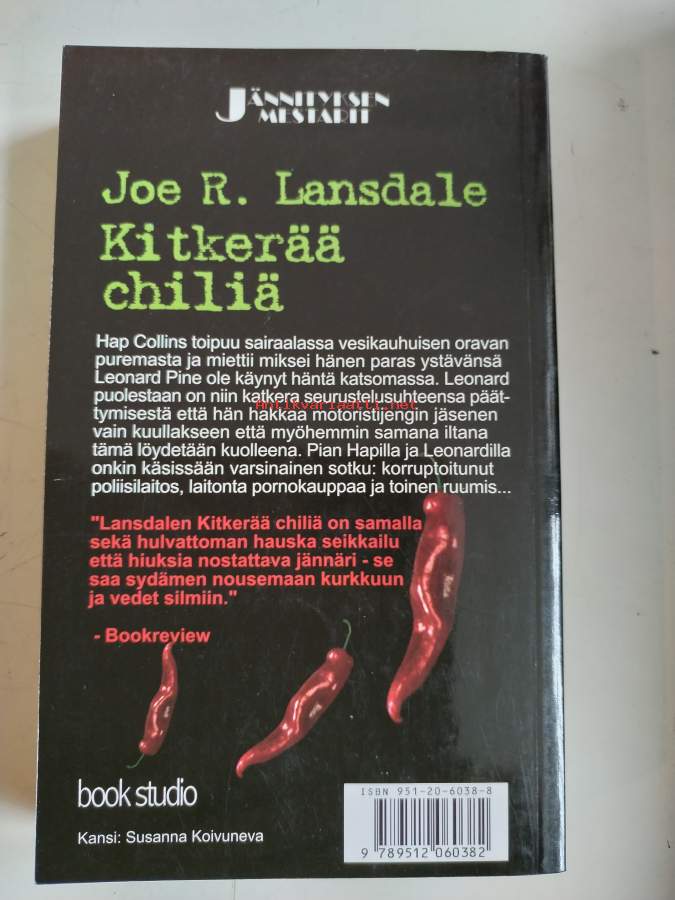 JÄNNITYKSEN
MESTARIT
Joe R. Lansdale
Kitkerää
chiliä
Hap Collins toipuu sairaalassa vesikauhuisen oravan
puremasta ja miettii miksei hänen paras ystävänsä
Leonard Pine ole käynyt häntä katsomassa. Leonard
puolestaan on niin katkera seurustelusuhteensa päät-
antikvariaatti.net
tymisestä että hän hakkaa motoristijengin jäsenen
vain kuullakseen että myöhemmin samana iltana
tämä löydetään kuolleena. Pian Hapilla ja Leonardilla
onkin käsissään varsinainen sotku: korruptoitunut
poliisilaitos, laitonta pornokauppaa ja toinen ruumis...
"Lansdalen Kitkerää chiliä on samalla
sekä hulvattoman hauska seikkailu
että hiuksia nostattava jännäri - se
saa sydämen nousemaan kurkkuun
ja vedet silmiin."
- Bookreview
book studio
Kansi: Susanna Koivuneva
ISBN 951-20-6038-8
9 789512 060382